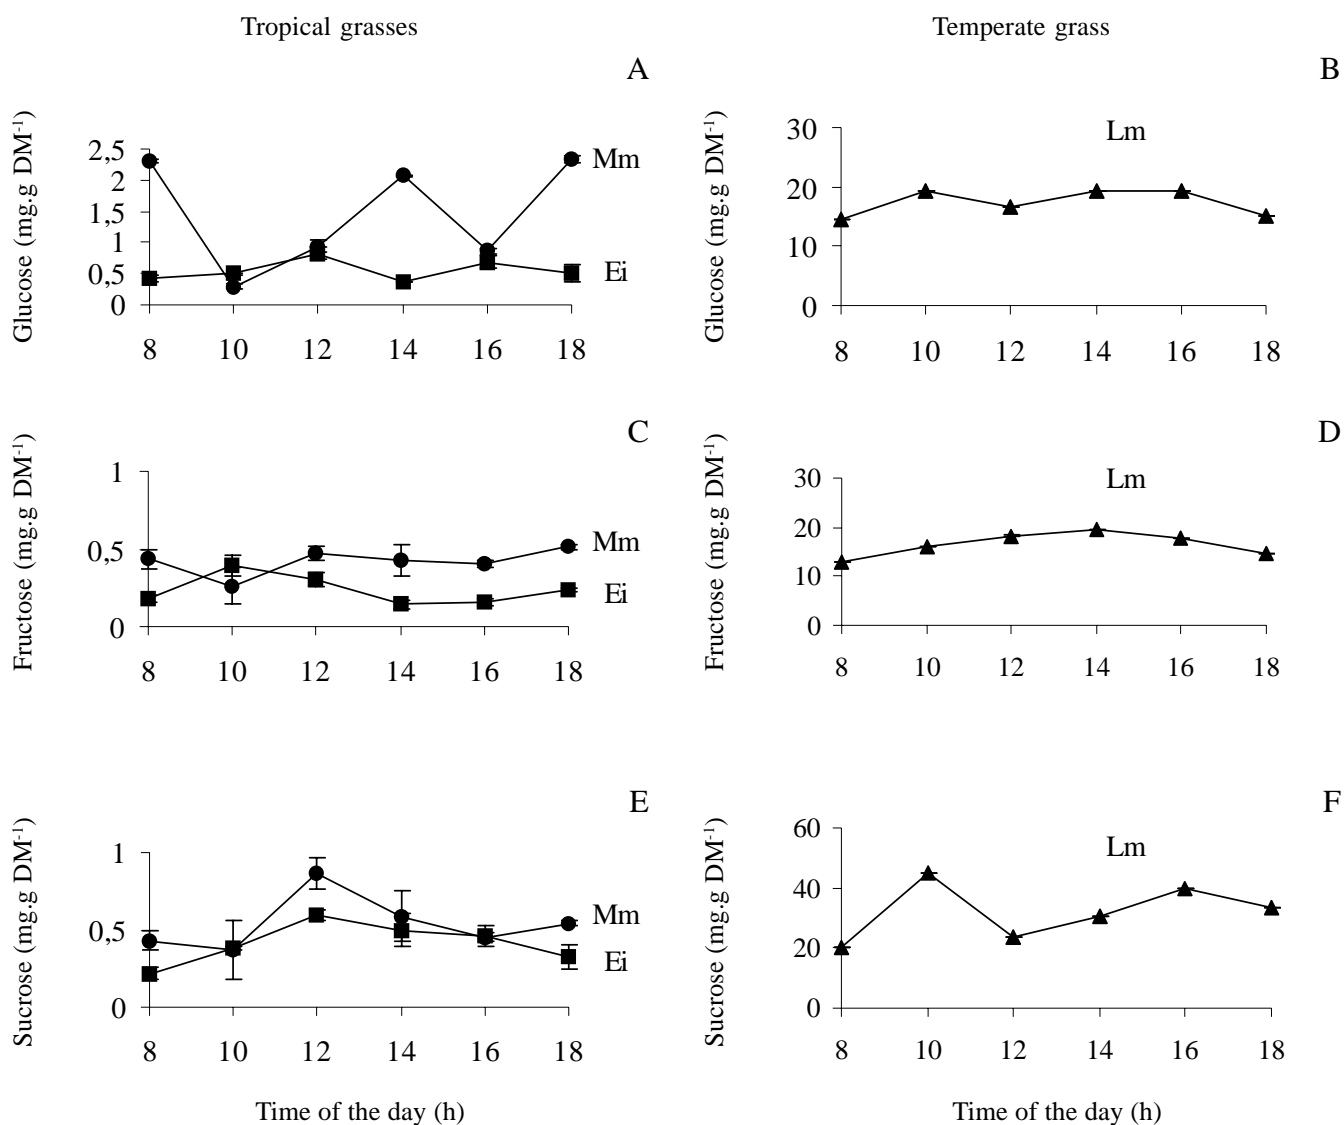 Tropical grasses
Temperate grass
A
Glucose (mg.g DM-1)
2,5
2
1,5
1
0,5
0
8 10 12 14 16 18
Mm
Ei
B
Glucose (mg.g DM-1)
30
20
10
0
8 10 12 14 16 18
Lm
C
Fructose (mg.g DM-1)
1
0,5
0
8 10 12 14 16 18
Mm
Ei
D
Fructose (mg.g DM-1)
30
20
10
0
8 10 12 14 16 18
Lm
E
Sucrose (mg.g DM-1)
1
0,5
0
8 10 12 14 16 18
Mm
Ei
Time of the day (h)
F
Sucrose (mg.g DM-1)
60
40
20
0
8 10 12 14 16 18
Lm
Time of the day (h)